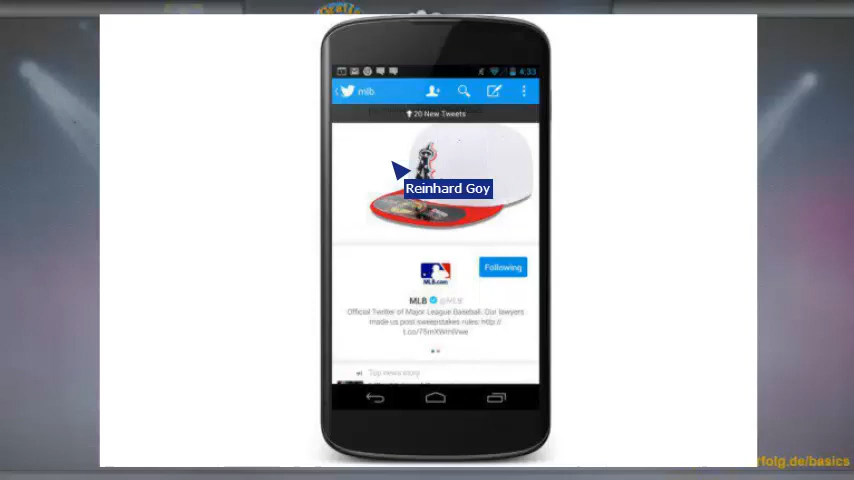 4:33
mlb
20 New Tweets
Reinhard Goy
MLB.com
Following
MLB @MLB
Official Twitter of Major League Baseball. Our lawyers
made us post sweepstakes rules: http://
Top news story
folg.de/basics